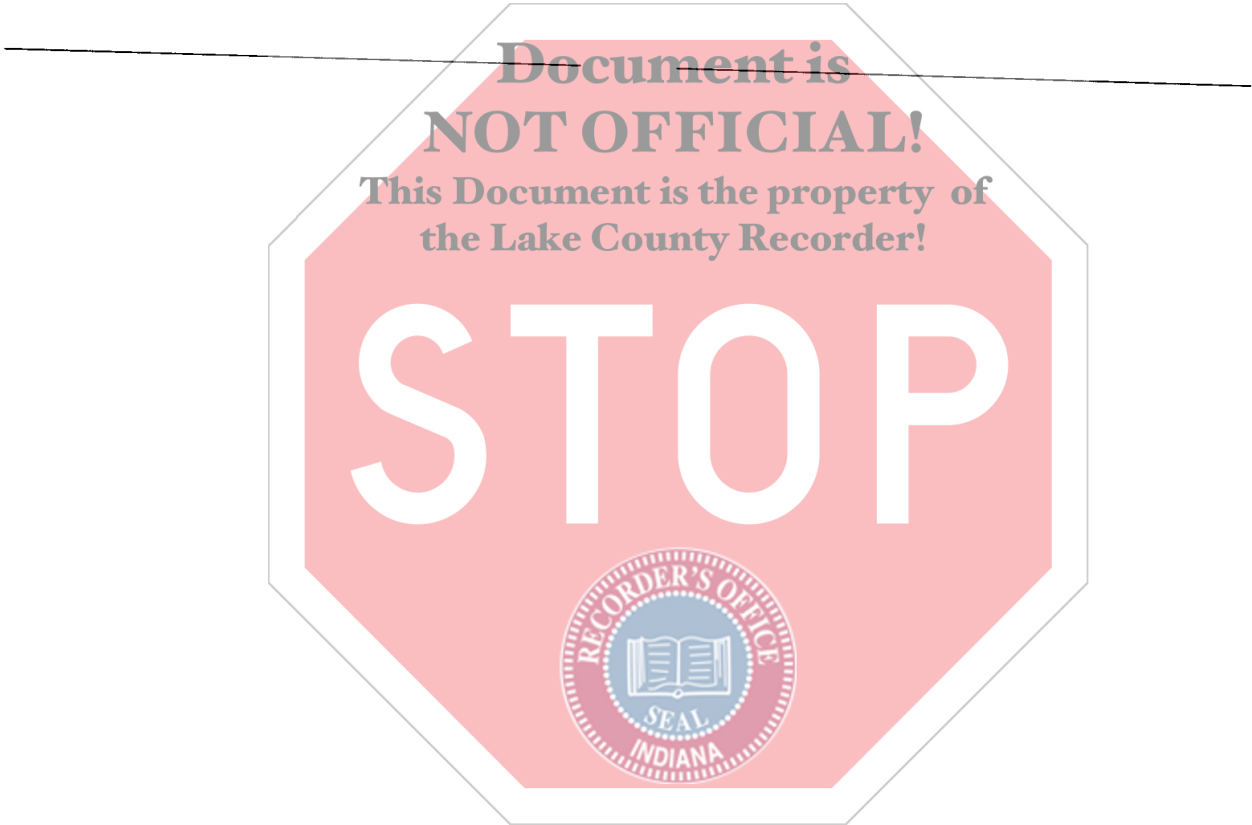 Document is
NOT OFFICIAL!
This Document is the property of
the Lake County Recorder!
STOP
RECORDER'S OFFICE
SEAL
INDIANA